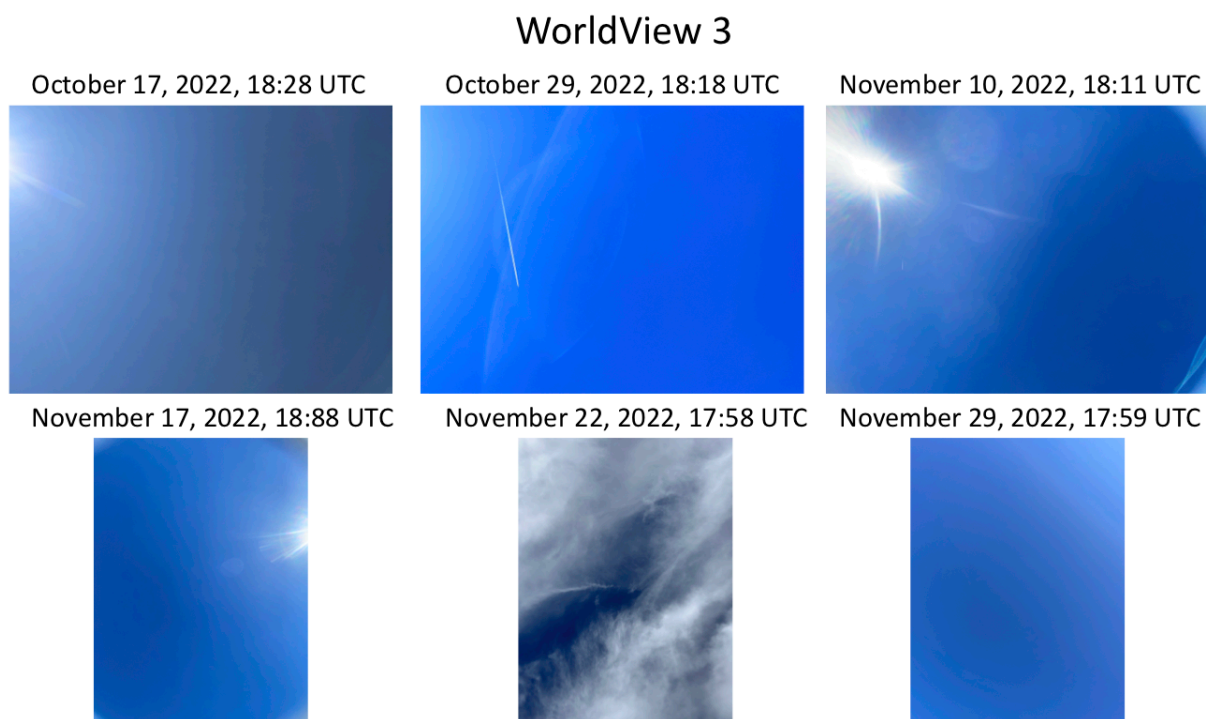 WorldView 3
October 17, 2022, 18:28 UTC
October 29, 2022, 18:18 UTC
November 10, 2022, 18:11 UTC
November 17, 2022, 18:88 UTC
November 22, 2022, 17:58 UTC
November 29, 2022, 17:59 UTC